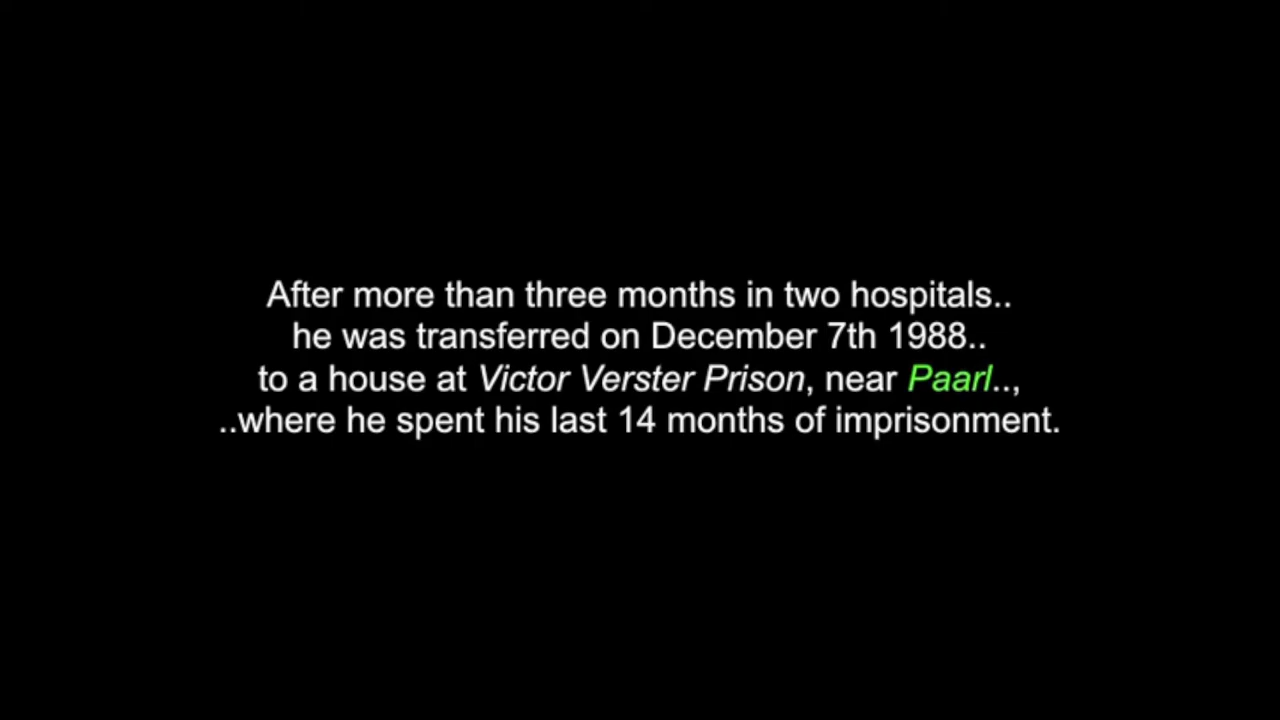 After more than three months in two hospitals..
he was transferred on December 7th 1988..
to a house at Victor Verster Prison, near Paarl..,
..where he spent his last 14 months of imprisonment.